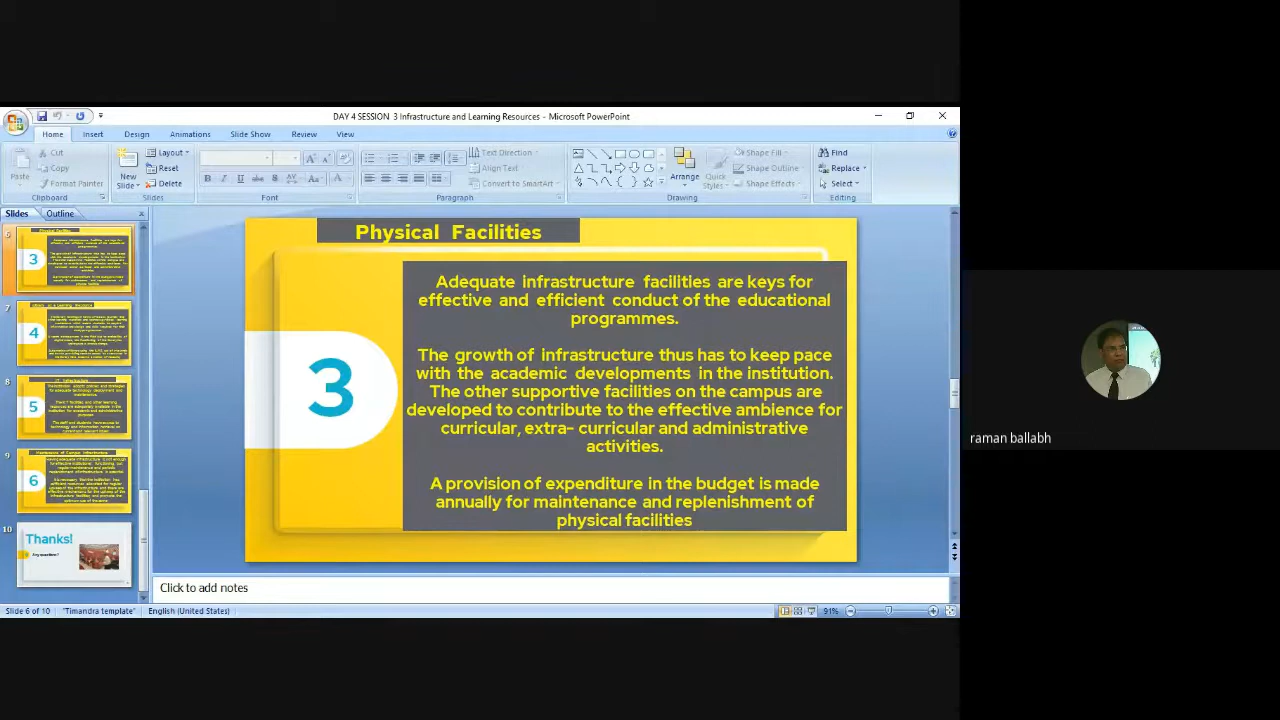 DAY 4 SESSION 3 Infrastructure and Learning Resources - Microsoft PowerPoint
Home Insert Design Animations Slide Show Review View
Paste
Cut
Copy
Format Painter
Clipboard
New Slide
Layout
Reset
Delete
Slides
Font
Text Direction
Align Text
Convert to SmartArt
Paragraph
Arrange
Quick Styles
Shape Fill
Shape Outline
Shape Effects
Drawing
Find
Replace
Select
Editing
Slides Outline
6
Physical Facilities
3
7
4
8
5
9
6
10
Thanks!
Physical Facilities
3
Adequate infrastructure facilities are keys for
effective and efficient conduct of the educational
programmes.
The growth of infrastructure thus has to keep pace
with the academic developments in the institution.
The other supportive facilities on the campus are
developed to contribute to the effective ambience for
curricular, extra- curricular and administrative
activities.
A provision of expenditure in the budget is made
annually for maintenance and replenishment of
physical facilities
Click to add notes
Slide 6 of 10 "Timandra template" English (United States) 91%
raman ballabh